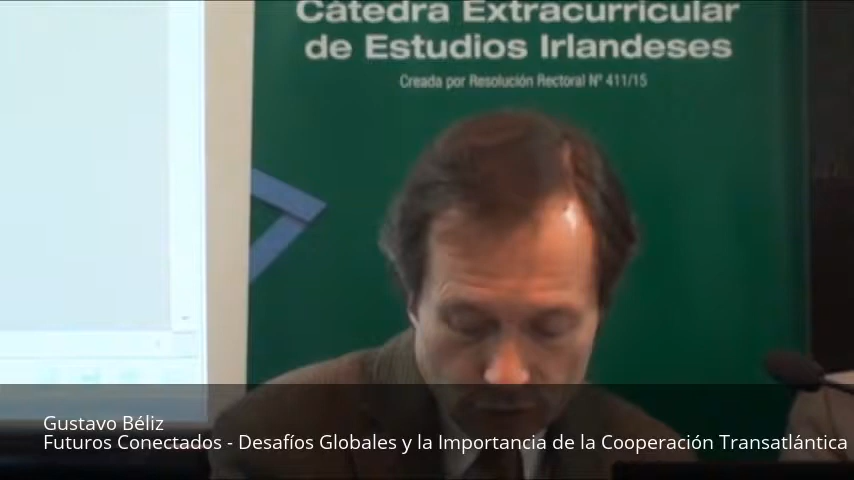 Cátedra Extracurricular
de Estudios Irlandeses
Creada por Resolución Rectoral Nº 411/15
Gustavo Béliz
Futuros Conectados - Desafíos Globales y la Importancia de la Cooperación Transatlántica